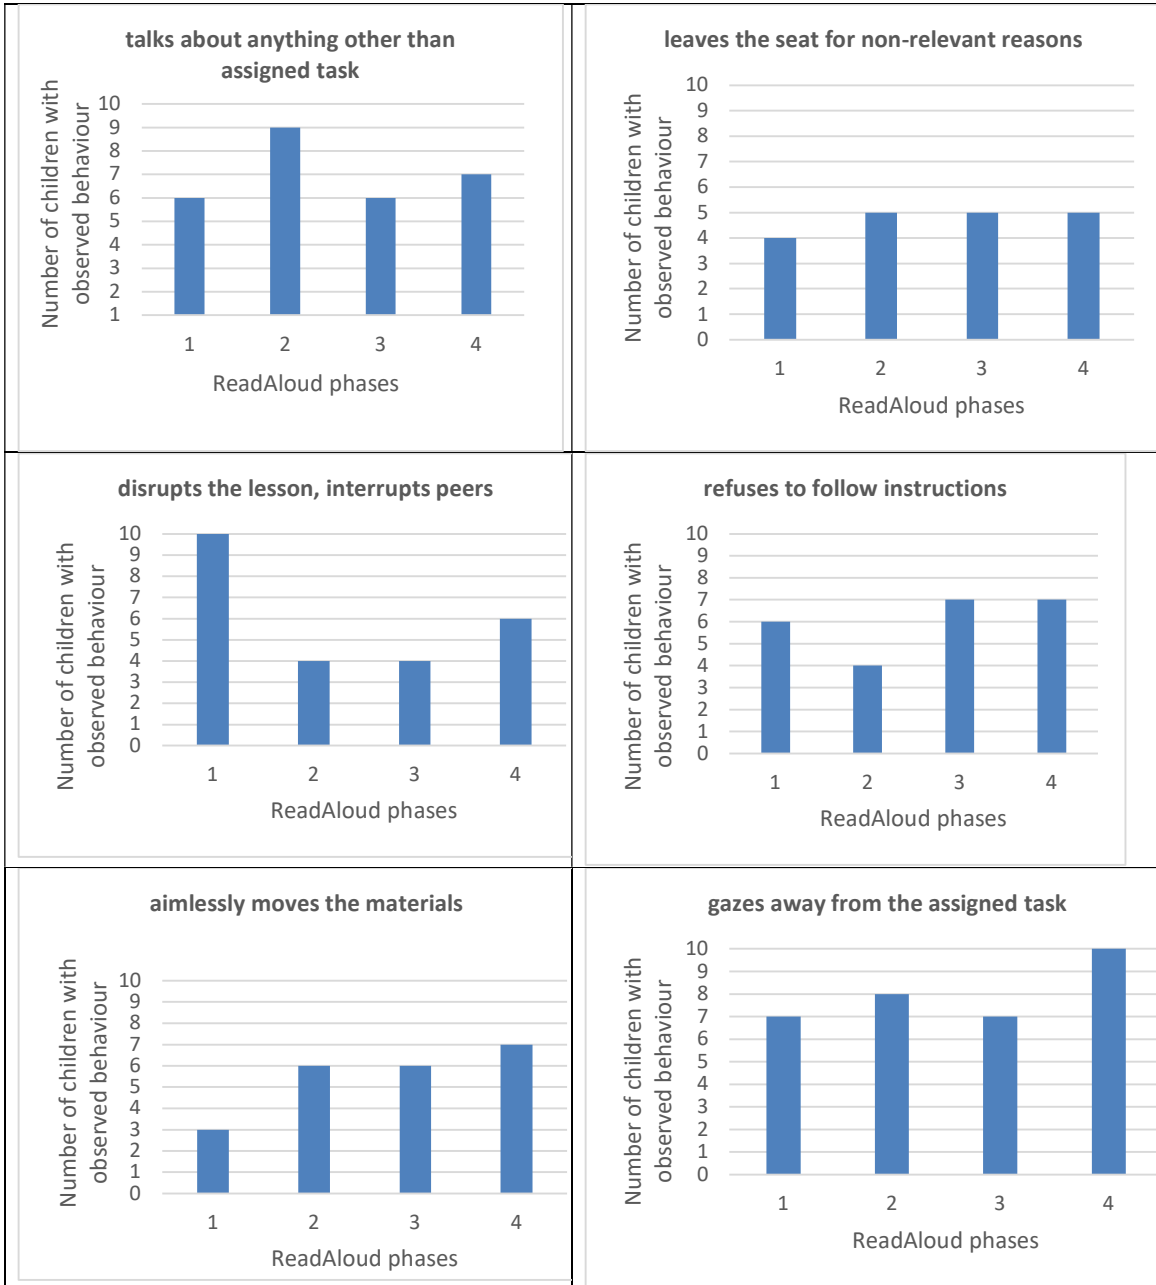 talks about anything other than
assigned task
Number of children with
observed behaviour
10
9
8
7
6
5
4
3
2
1
1 2 3 4
ReadAloud phases
leaves the seat for non-relevant reasons
Number of children with
observed behaviour
10
9
8
7
6
5
4
3
2
1
0
1 2 3 4
ReadAloud phases
disrupts the lesson, interrupts peers
Number of children with
observed behaviour
10
9
8
7
6
5
4
3
2
1
0
1 2 3 4
ReadAloud phases
refuses to follow instructions
Number of children with
observed behaviour
10
9
8
7
6
5
4
3
2
1
0
1 2 3 4
ReadAloud phases
aimlessly moves the materials
Number of children with
observed behaviour
10
9
8
7
6
5
4
3
2
1
0
1 2 3 4
ReadAloud phases
gazes away from the assigned task
Number of children with
observed behaviour
10
9
8
7
6
5
4
3
2
1
0
1 2 3 4
ReadAloud phases